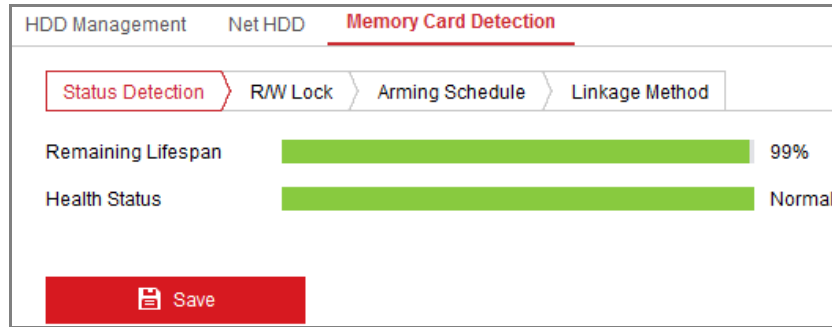 HDD Management Net HDD Memory Card Detection
Status Detection R/W Lock Arming Schedule Linkage Method
Remaining Lifespan 99%
Health Status Normal
Save